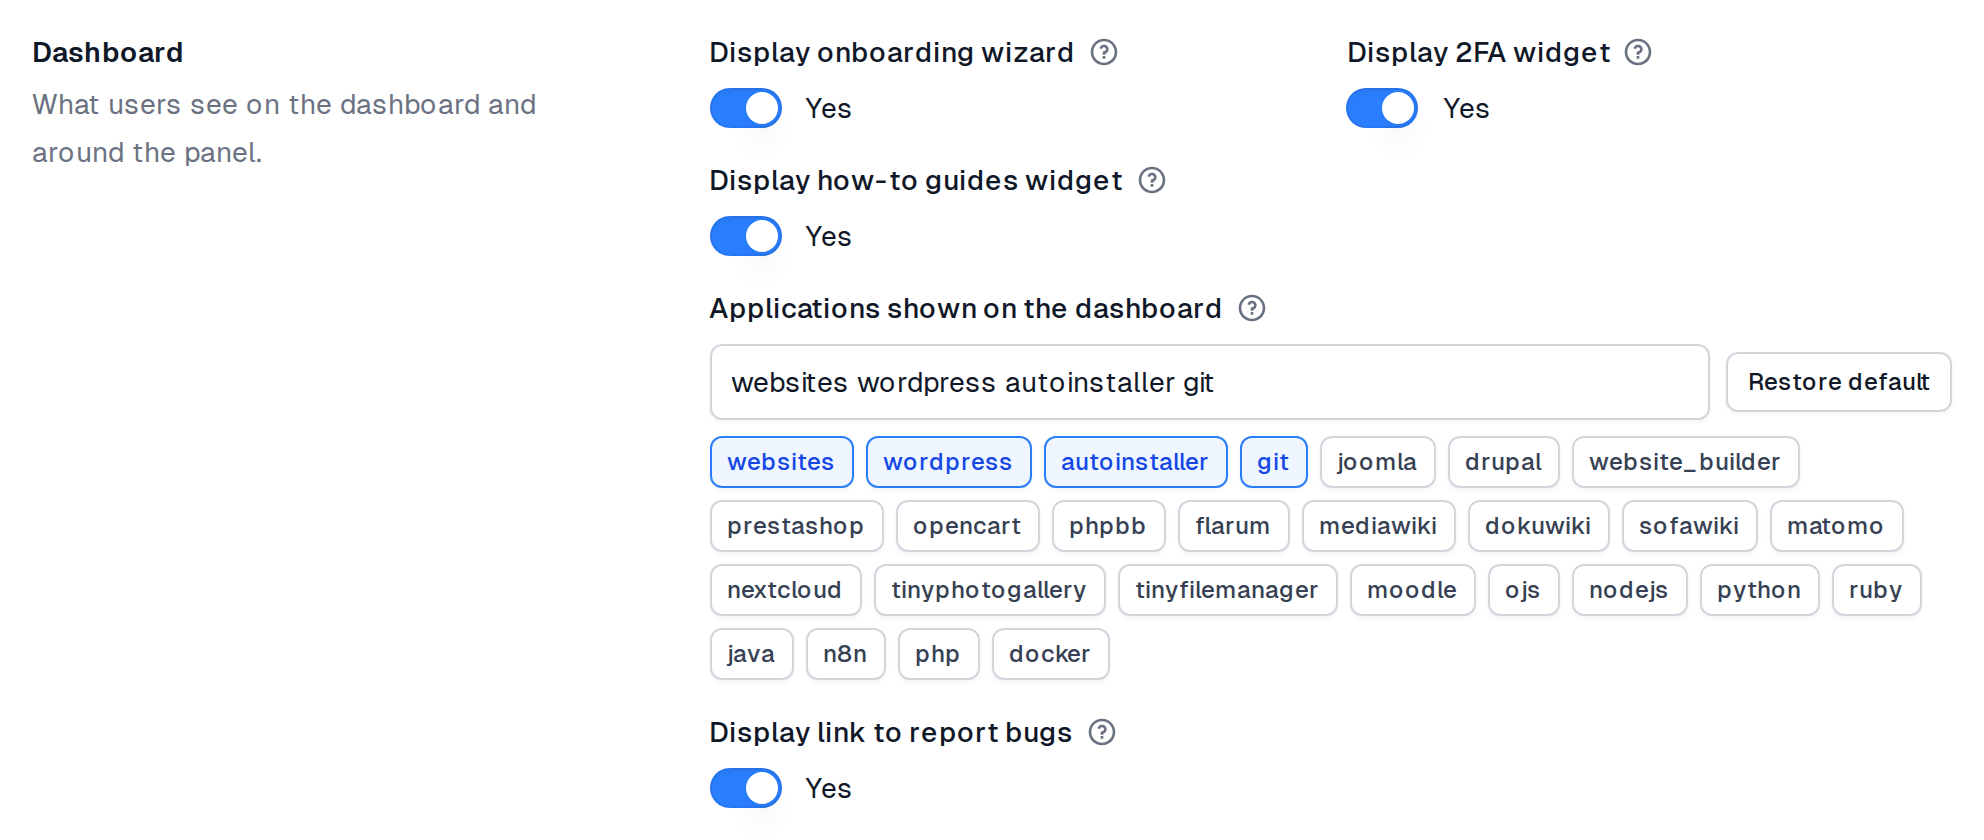 Dashboard
What users see on the dashboard and
around the panel.
Display onboarding wizard
Yes
Display 2FA widget
Yes
Display how-to guides widget
Yes
Applications shown on the dashboard
websites wordpress autoinstaller git
Restore default
websites wordpress autoinstaller git joomla drupal website_builder
prestashop opencart phpbb flarum mediawiki dokuwiki sofawiki matomo
nextcloud tinyphotogallery tinyfilemanager moodle ojs nodejs python ruby
java n8n php docker
Display link to report bugs
Yes